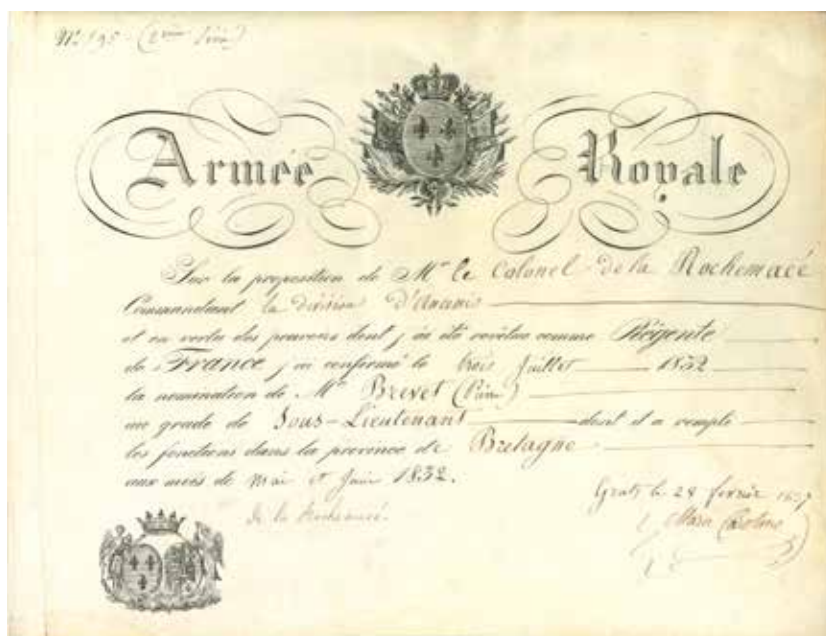 Nº 195 - (2ème Série)
Armée Royale
Sur la proposition de Mr le Colonel de la Rochemacé
Commandant la division d'Ancenis
et en vertu des pouvoirs dont j'ai été revêtue comme Régente
de France j'ai confirmé le trois Juillet 1832
la nomination de Mr Brevet (Pierre)
au grade de Sous-Lieutenant dont il a rempli
les fonctions dans la province de Bretagne
aux mois de Mai et Juin 1832.
Gratz le 28 février 1837
de la Rochemacé.
Marie Caroline